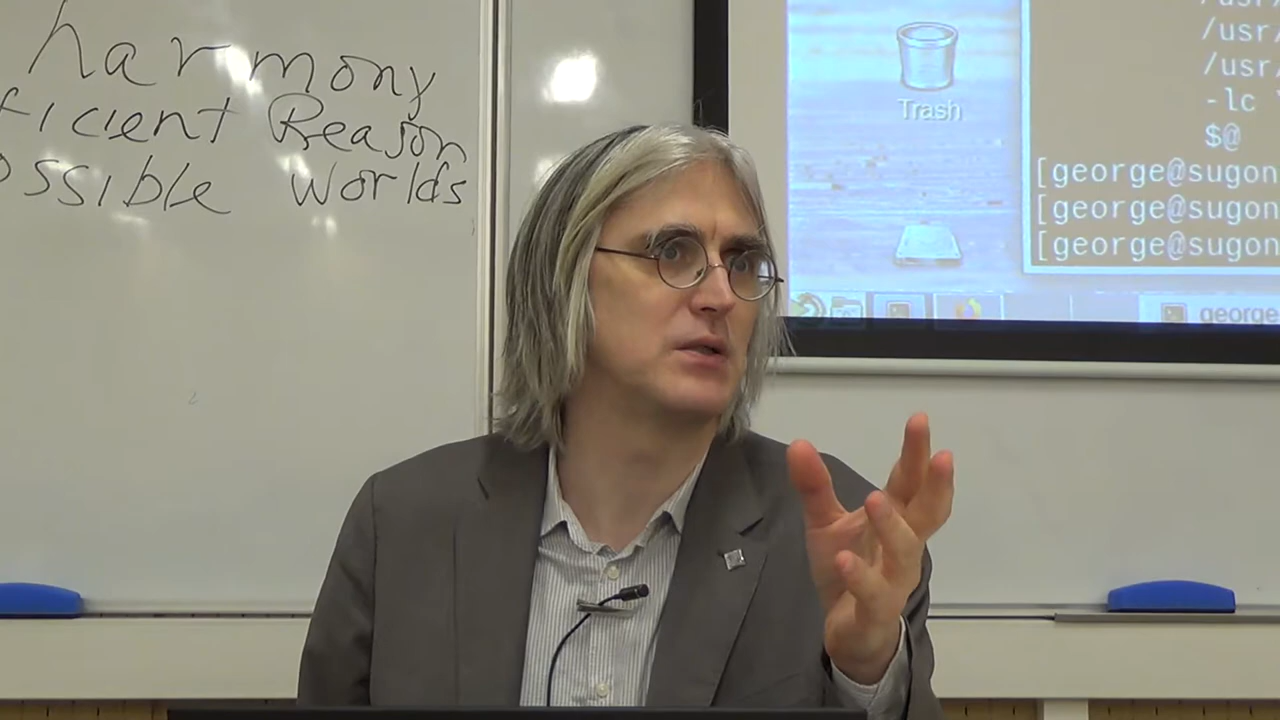 harmony
ficient Reason
ossible Worlds
Trash
/usr/
/usr/
-lc
$@
[george@sugon
[george@sugon
[george@sugon
george